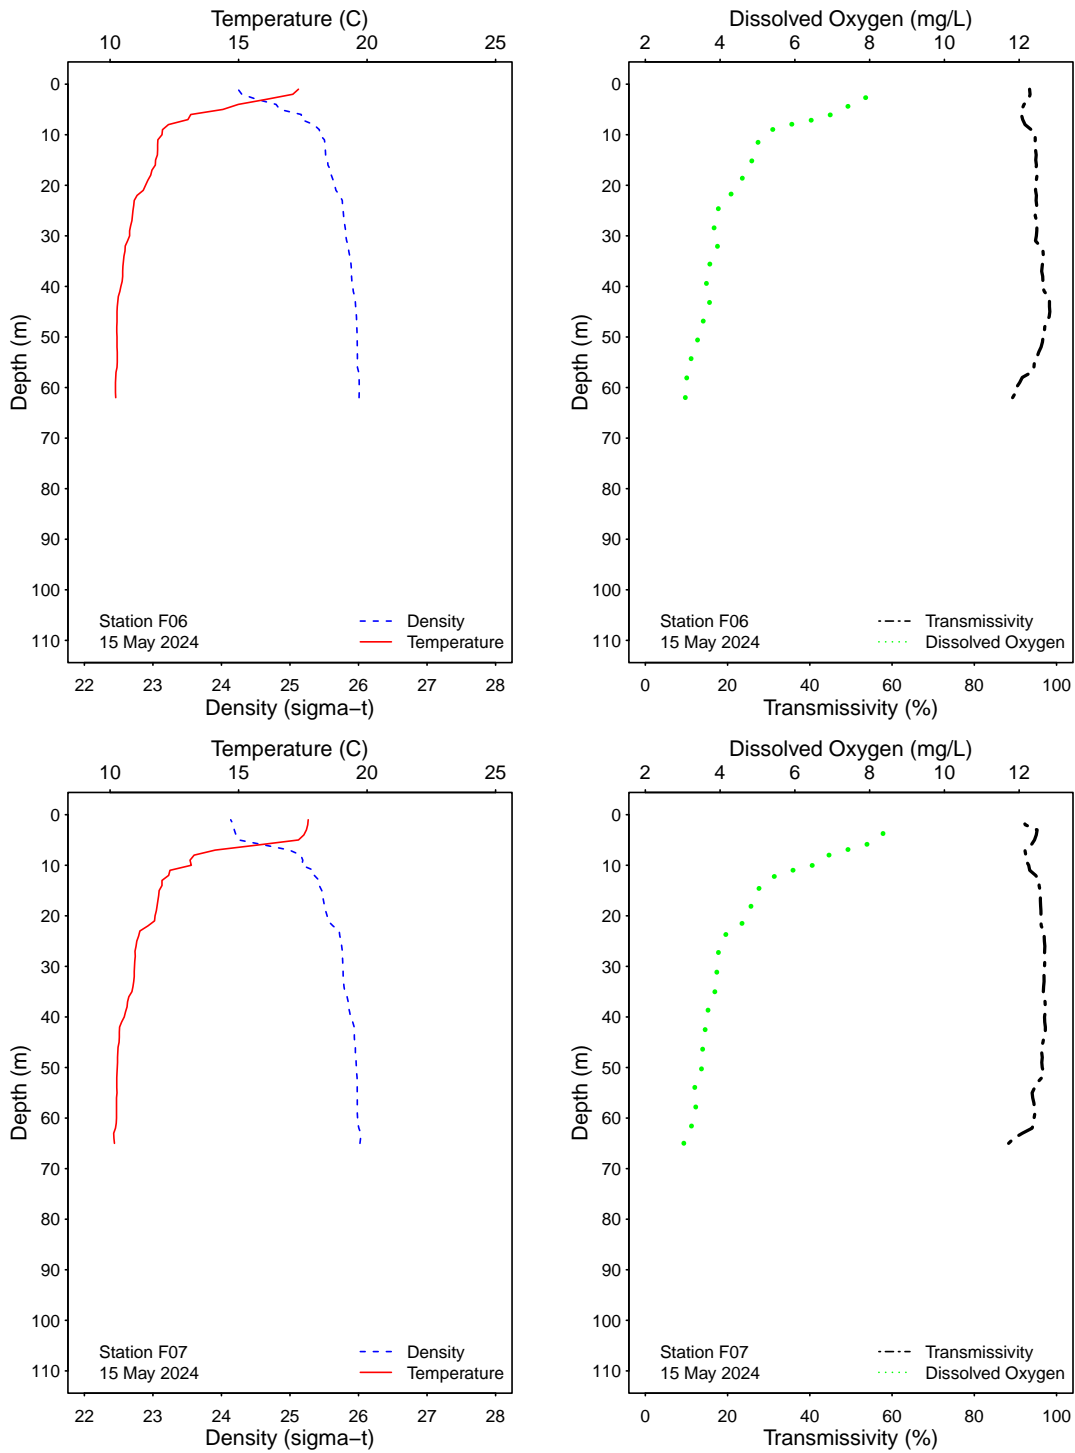 Temperature (C)
10 15 20 25
0
10
20
30
40
50
60
70
80
90
100
110
Depth (m)
Station F06
15 May 2024
Density
Temperature
22 23 24 25 26 27 28
Density (sigma−t)
Dissolved Oxygen (mg/L)
2 4 6 8 10 12
0
10
20
30
40
50
60
70
80
90
100
110
Depth (m)
Station F06
15 May 2024
Transmissivity
Dissolved Oxygen
0 20 40 60 80 100
Transmissivity (%)
Temperature (C)
10 15 20 25
0
10
20
30
40
50
60
70
80
90
100
110
Depth (m)
Station F07
15 May 2024
Density
Temperature
22 23 24 25 26 27 28
Density (sigma−t)
Dissolved Oxygen (mg/L)
2 4 6 8 10 12
0
10
20
30
40
50
60
70
80
90
100
110
Depth (m)
Station F07
15 May 2024
Transmissivity
Dissolved Oxygen
0 20 40 60 80 100
Transmissivity (%)